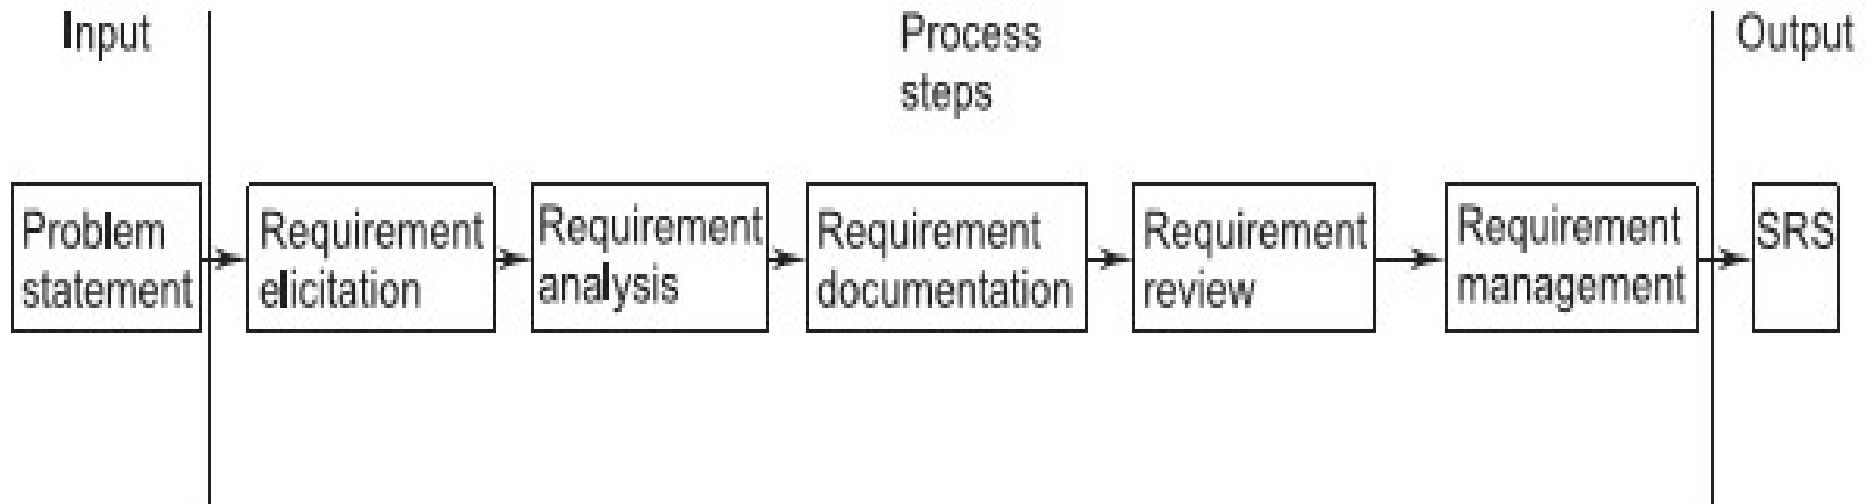 Input
Process
steps
Output
Problem
statement
Requirement
elicitation
Requirement
analysis
Requirement
documentation
Requirement
review
Requirement
management
SRS